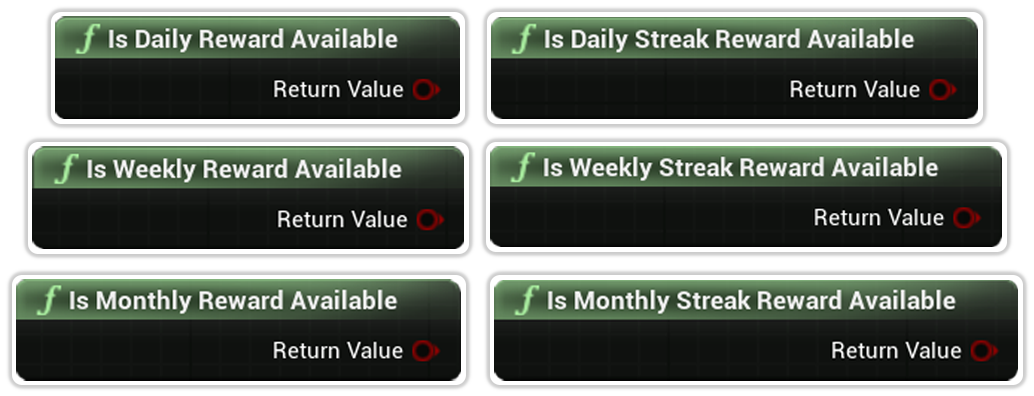 f Is Daily Reward Available
Return Value
f Is Daily Streak Reward Available
Return Value
f Is Weekly Reward Available
Return Value
f Is Weekly Streak Reward Available
Return Value
f Is Monthly Reward Available
Return Value
f Is Monthly Streak Reward Available
Return Value